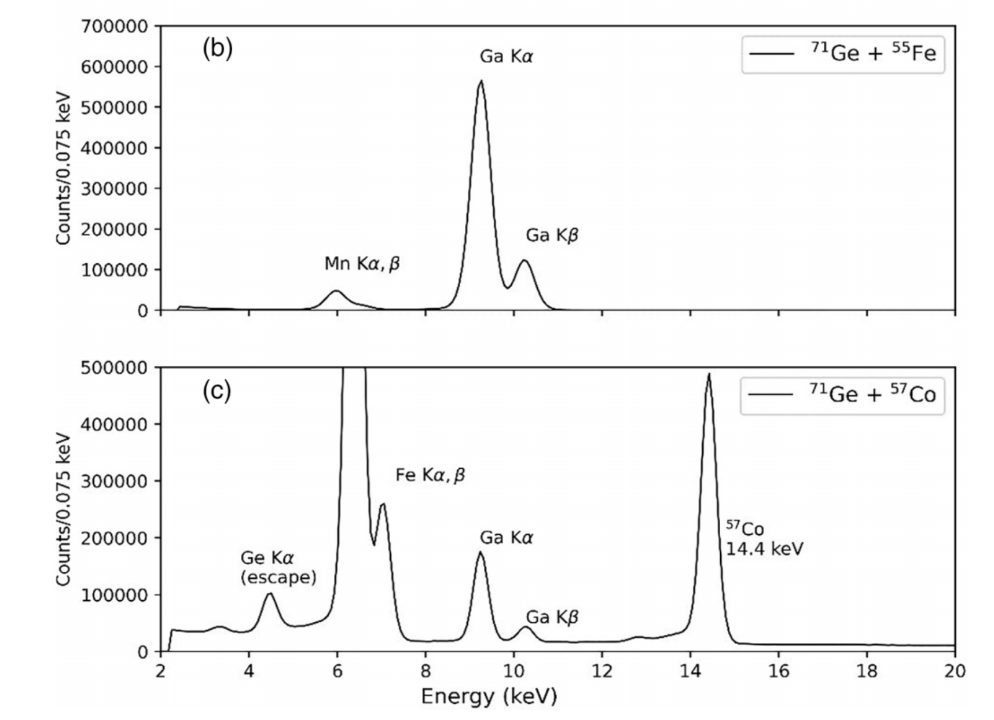 700000
600000
500000
400000
300000
200000
100000
0
Counts/0.075 keV
(b)
Ga Kα
Ga Kβ
Mn Kα, β
⁷¹Ge + ⁵⁵Fe
500000
400000
300000
200000
100000
0
Counts/0.075 keV
(c)
⁷¹Ge + ⁵⁷Co
Fe Kα, β
Ge Kα
(escape)
Ga Kα
Ga Kβ
⁵⁷Co
14.4 keV
2 4 6 8 10 12 14 16 18 20
Energy (keV)